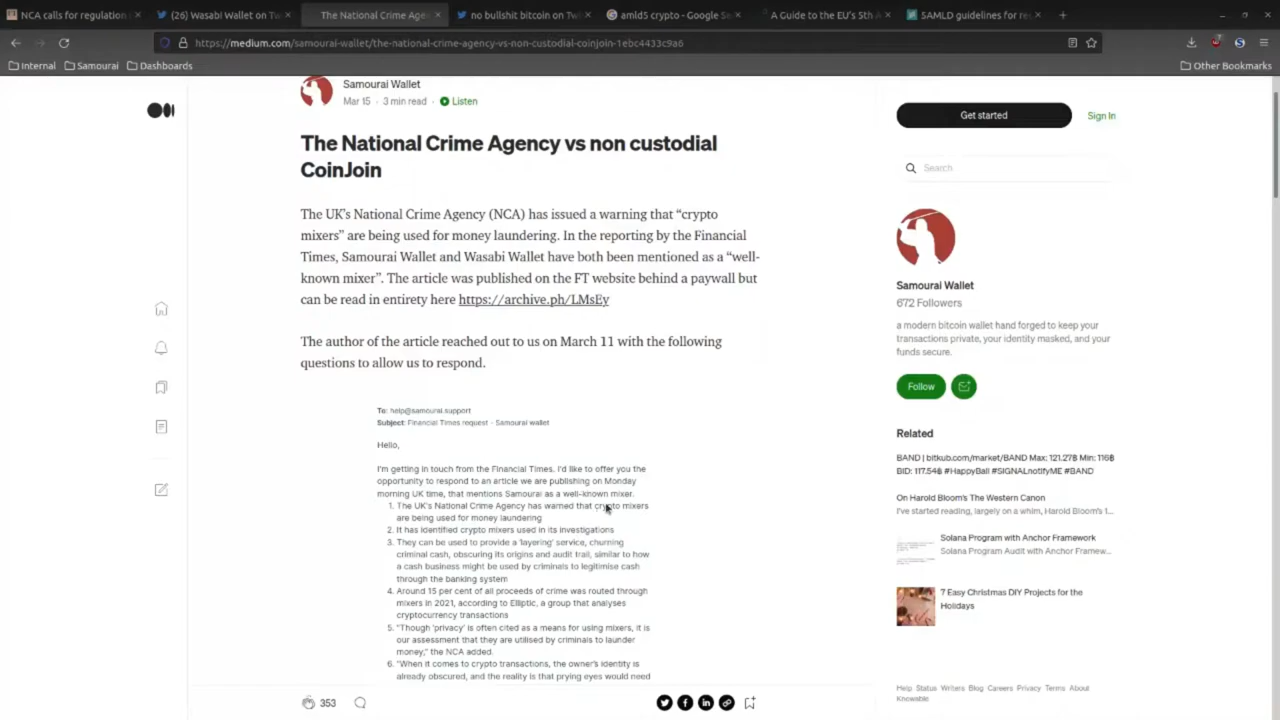 NCA calls for regulation
(26) Wasabi Wallet on Tw
The National Crime Age
no bullshit bitcoin on Twi
amld5 crypto - Google Se
A Guide to the EU's 5th A
5AMLD guidelines for re
https://medium.com/samourai-wallet/the-national-crime-agency-vs-non-custodial-coinjoin-1ebc4433c9a6
Internal
Samourai
Dashboards
Other Bookmarks
Samourai Wallet
Mar 15 · 3 min read · Listen
The National Crime Agency vs non custodial
CoinJoin
The UK's National Crime Agency (NCA) has issued a warning that “crypto
mixers” are being used for money laundering. In the reporting by the Financial
Times, Samourai Wallet and Wasabi Wallet have both been mentioned as a “well-
known mixer”. The article was published on the FT website behind a paywall but
can be read in entirety here https://archive.ph/LMsEy
The author of the article reached out to us on March 11 with the following
questions to allow us to respond.
To: help@samourai.support
Subject: Financial Times request - Samourai wallet
Hello,
I'm getting in touch from the Financial Times. I'd like to offer you the
opportunity to respond to an article we are publishing on Monday
morning UK time, that mentions Samourai as a well-known mixer.
1. The UK's National Crime Agency has warned that crypto mixers
are being used for money laundering
2. It has identified crypto mixers used in its investigations
3. They can be used to provide a 'layering' service, churning
criminal cash, obscuring its origins and audit trail, similar to how
a cash business might be used by criminals to legitimise cash
through the banking system
4. Around 15 per cent of all proceeds of crime was routed through
mixers in 2021, according to Elliptic, a group that analyses
cryptocurrency transactions
5. "Though 'privacy' is often cited as a means for using mixers, it is
our assessment that they are utilised by criminals to launder
money," the NCA added.
6. "When it comes to crypto transactions, the owner's identity is
already obscured, and the reality is that prying eyes would need
353
Get started
Sign In
Search
Samourai Wallet
672 Followers
a modern bitcoin wallet hand forged to keep your
transactions private, your identity masked, and your
funds secure.
Follow
Related
BAND | bitkub.com/market/BAND Max: 121.27฿ Min: 116฿
BID: 117.54฿ #HappyBall #SIGNALnotifyME #BAND
On Harold Bloom's The Western Canon
I've started reading, largely on a whim, Harold Bloom's 1...
Solana Program with Anchor Framework
Solana Program Audit with Anchor Framew...
7 Easy Christmas DIY Projects for the
Holidays
Help Status Writers Blog Careers Privacy Terms About
Knowable